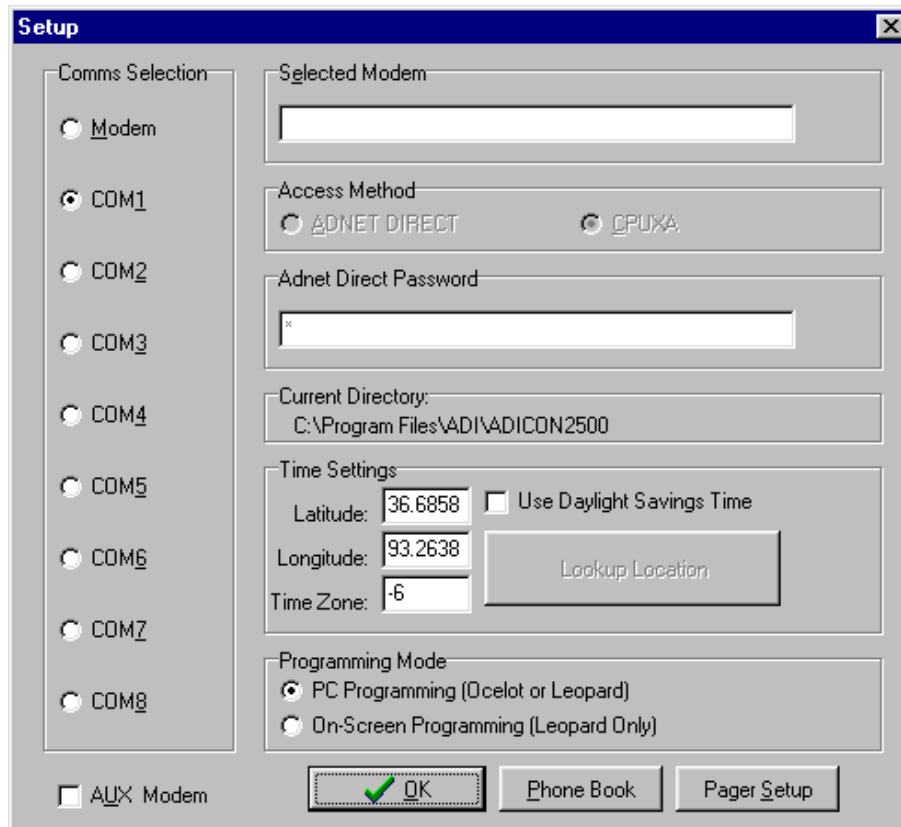 Setup
Comms Selection
Modem
COM1
COM2
COM3
COM4
COM5
COM6
COM7
COM8
AUX Modem
Selected Modem
Access Method
ADNET DIRECT
CPUXA
Adnet Direct Password
*
Current Directory:
C:\Program Files\ADI\ADICON2500
Time Settings
Latitude: 36.6858
Use Daylight Savings Time
Longitude: 93.2638
Lookup Location
Time Zone: -6
Programming Mode
PC Programming (Ocelot or Leopard)
On-Screen Programming (Leopard Only)
OK
Phone Book
Pager Setup